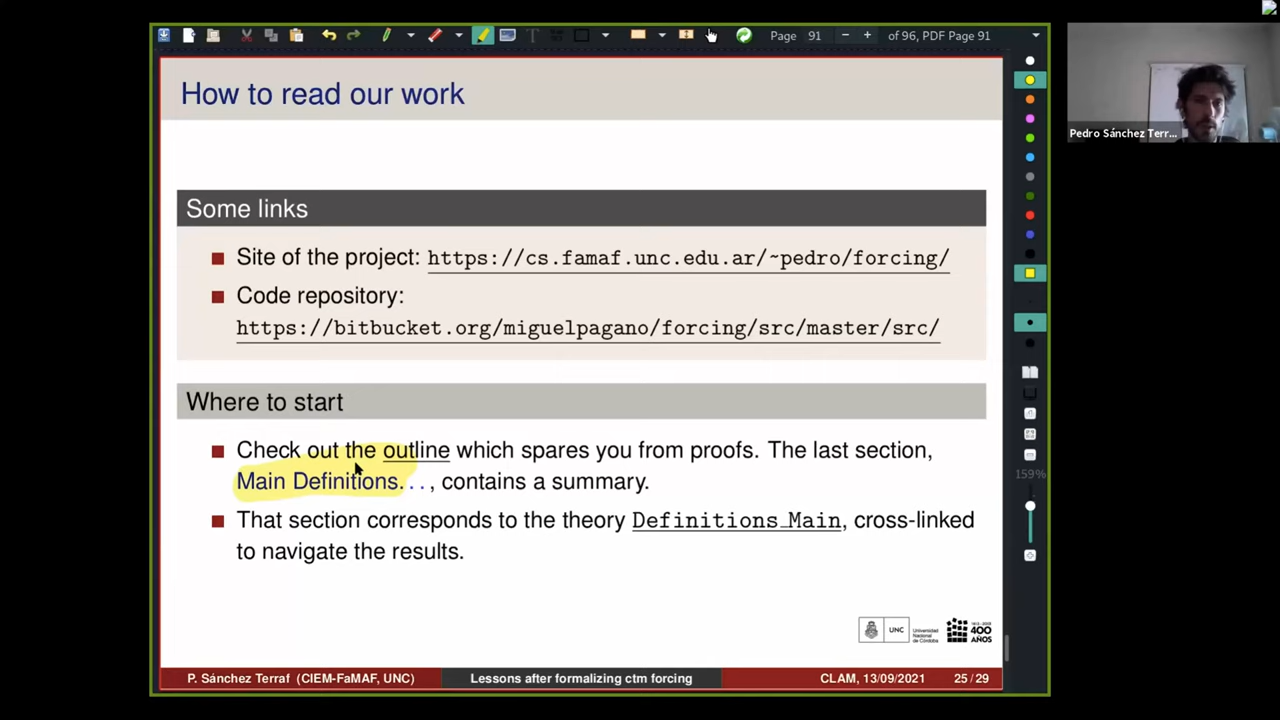 Page 91 of 96, PDF Page 91
How to read our work
Pedro Sánchez Terr...
Some links
Site of the project: https://cs.famaf.unc.edu.ar/~pedro/forcing/
Code repository:
https://bitbucket.org/miguelpagano/forcing/src/master/src/
Where to start
Check out the outline which spares you from proofs. The last section,
Main Definitions..., contains a summary.
159%
That section corresponds to the theory Definitions_Main, cross-linked
to navigate the results.
UNC
Universidad
Nacional
de Córdoba
400
AÑOS
P. Sánchez Terraf (CIEM-FaMAF, UNC)
Lessons after formalizing ctm forcing
CLAM, 13/09/2021
25 / 29